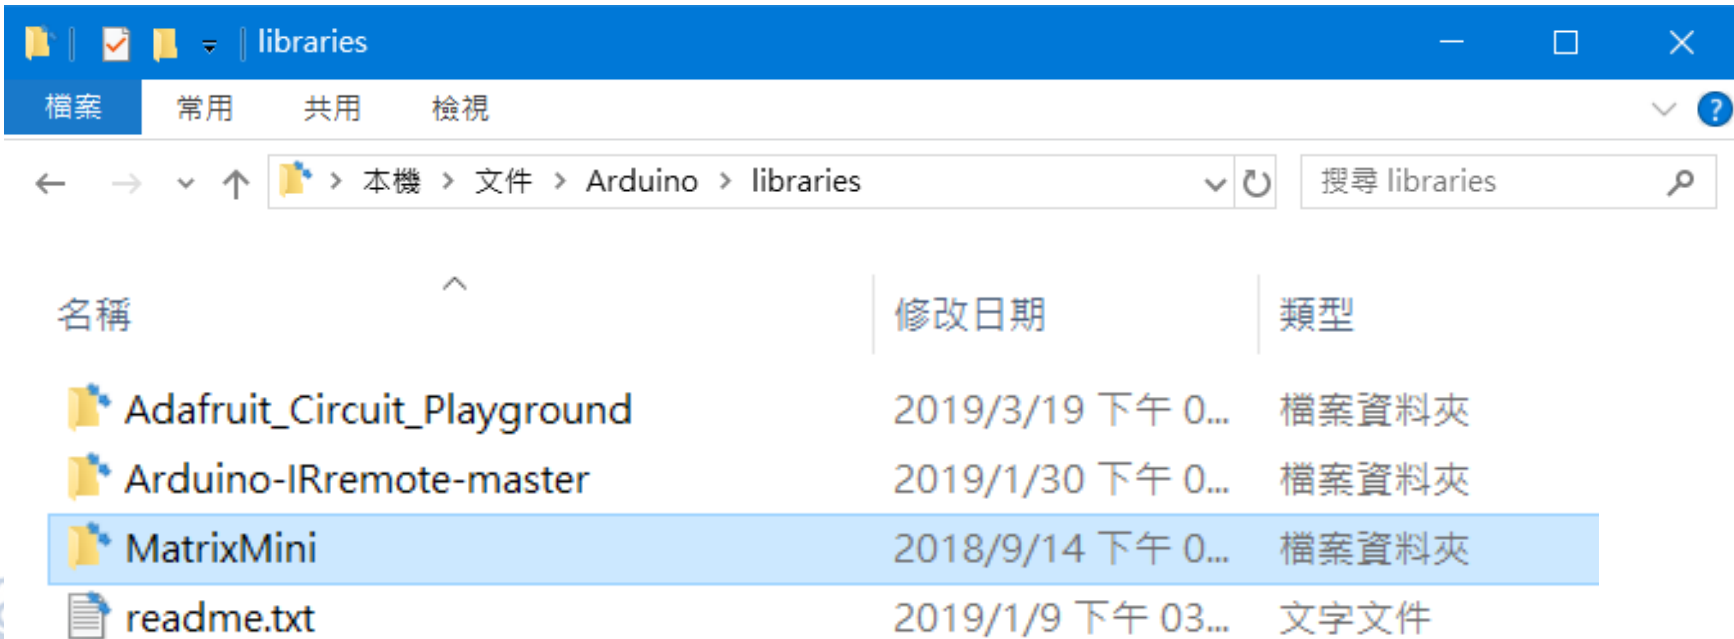 libraries
檔案 常用 共用 檢視
本機 > 文件 > Arduino > libraries 搜尋 libraries
名稱 修改日期 類型
Adafruit_Circuit_Playground 2019/3/19 下午 0... 檔案資料夾
Arduino-IRremote-master 2019/1/30 下午 0... 檔案資料夾
MatrixMini 2018/9/14 下午 0... 檔案資料夾
readme.txt 2019/1/9 下午 03... 文字文件